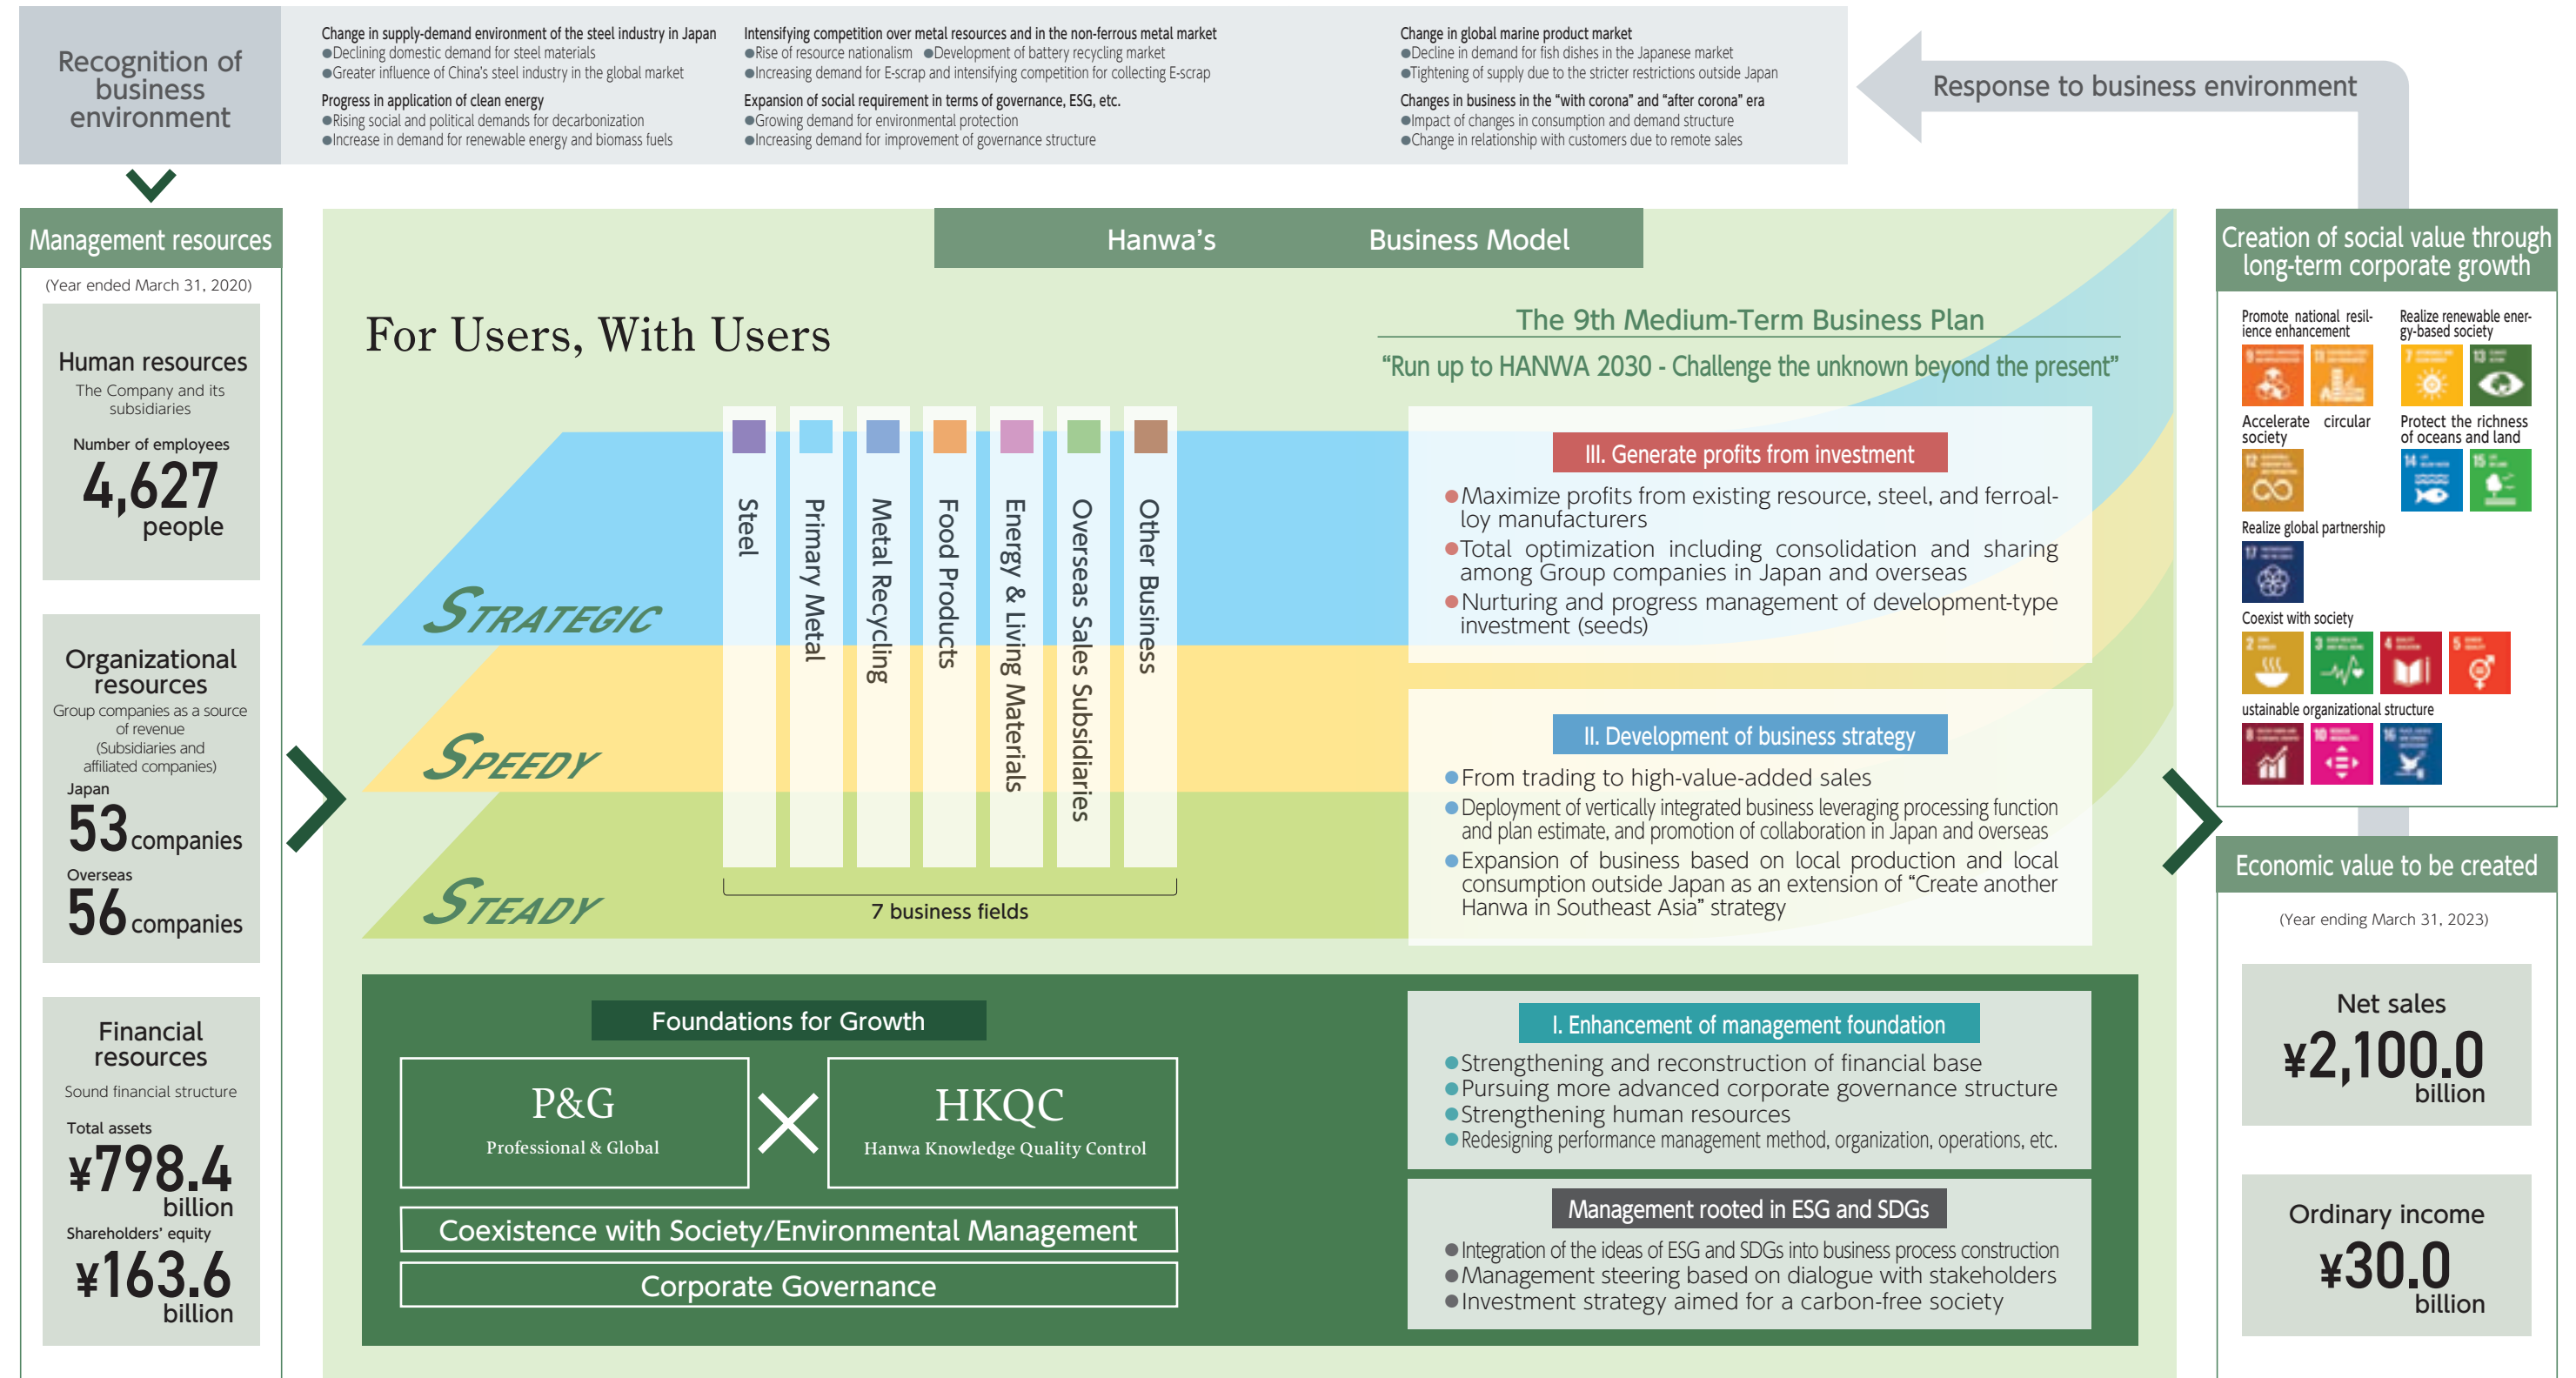 Recognition of
business
environment
Change in supply-demand environment of the steel industry in Japan
●Declining domestic demand for steel materials
●Greater influence of China's steel industry in the global market
Progress in application of clean energy
●Rising social and political demands for decarbonization
●Increase in demand for renewable energy and biomass fuels
Intensifying competition over metal resources and in the non-ferrous metal market
●Rise of resource nationalism ●Development of battery recycling market
●Increasing demand for E-scrap and intensifying competition for collecting E-scrap
Expansion of social requirement in terms of governance, ESG, etc.
●Growing demand for environmental protection
●Increasing demand for improvement of governance structure
Change in global marine product market
●Decline in demand for fish dishes in the Japanese market
●Tightening of supply due to the stricter restrictions outside Japan
Changes in business in the “with corona” and “after corona” era
●Impact of changes in consumption and demand structure
●Change in relationship with customers due to remote sales
Response to business environment
Management resources
(Year ended March 31, 2020)
Human resources
The Company and its
subsidiaries
Number of employees
4,627
people
Organizational
resources
Group companies as a source
of revenue
(Subsidiaries and
affiliated companies)
Japan
53 companies
Overseas
56 companies
Financial
resources
Sound financial structure
Total assets
¥798.4
billion
Shareholders' equity
¥163.6
billion
Hanwa's Business Model
For Users, With Users
The 9th Medium-Term Business Plan
“Run up to HANWA 2030 - Challenge the unknown beyond the present”
STRATEGIC
SPEEDY
STEADY
Steel
Primary Metal
Metal Recycling
Food Products
Energy & Living Materials
Overseas Sales Subsidiaries
Other Business
7 business fields
III. Generate profits from investment
●Maximize profits from existing resource, steel, and ferroal-
loy manufacturers
●Total optimization including consolidation and sharing
among Group companies in Japan and overseas
●Nurturing and progress management of development-type
investment (seeds)
II. Development of business strategy
●From trading to high-value-added sales
●Deployment of vertically integrated business leveraging processing function
and plan estimate, and promotion of collaboration in Japan and overseas
●Expansion of business based on local production and local
consumption outside Japan as an extension of “Create another
Hanwa in Southeast Asia” strategy
Foundations for Growth
P&G
Professional & Global
HKQC
Hanwa Knowledge Quality Control
Coexistence with Society/Environmental Management
Corporate Governance
I. Enhancement of management foundation
●Strengthening and reconstruction of financial base
●Pursuing more advanced corporate governance structure
●Strengthening human resources
●Redesigning performance management method, organization, operations, etc.
Management rooted in ESG and SDGs
●Integration of the ideas of ESG and SDGs into business process construction
●Management steering based on dialogue with stakeholders
●Investment strategy aimed for a carbon-free society
Creation of social value through
long-term corporate growth
Promote national resil-
ience enhancement
9
11
Realize renewable ener-
gy-based society
7
13
Accelerate circular
society
12
Protect the richness
of oceans and land
14
15
Realize global partnership
17
Coexist with society
2
3
4
5
ustainable organizational structure
8
10
16
Economic value to be created
(Year ending March 31, 2023)
Net sales
¥2,100.0
billion
Ordinary income
¥30.0
billion